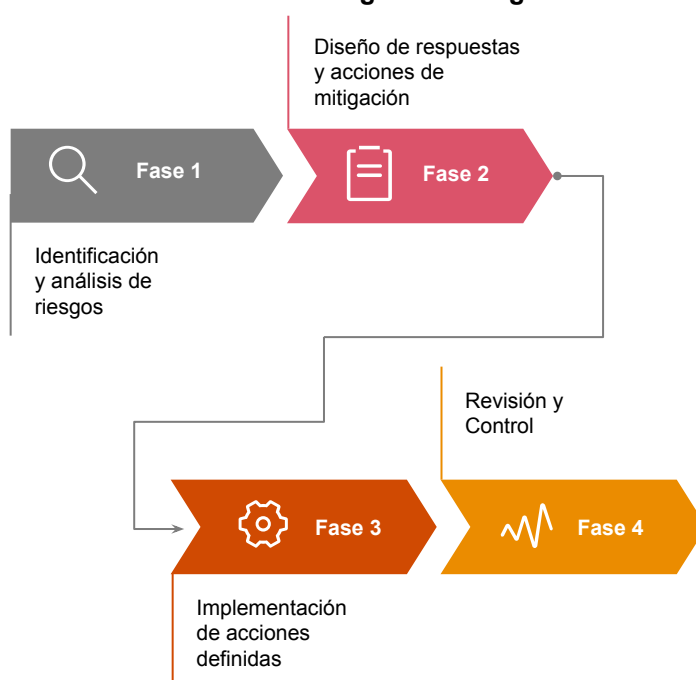 Diseño de respuestas
y acciones de
mitigación
Fase 1
Fase 2
Identificación
y análisis de
riesgos
Revisión y
Control
Fase 3
Fase 4
Implementación
de acciones
definidas